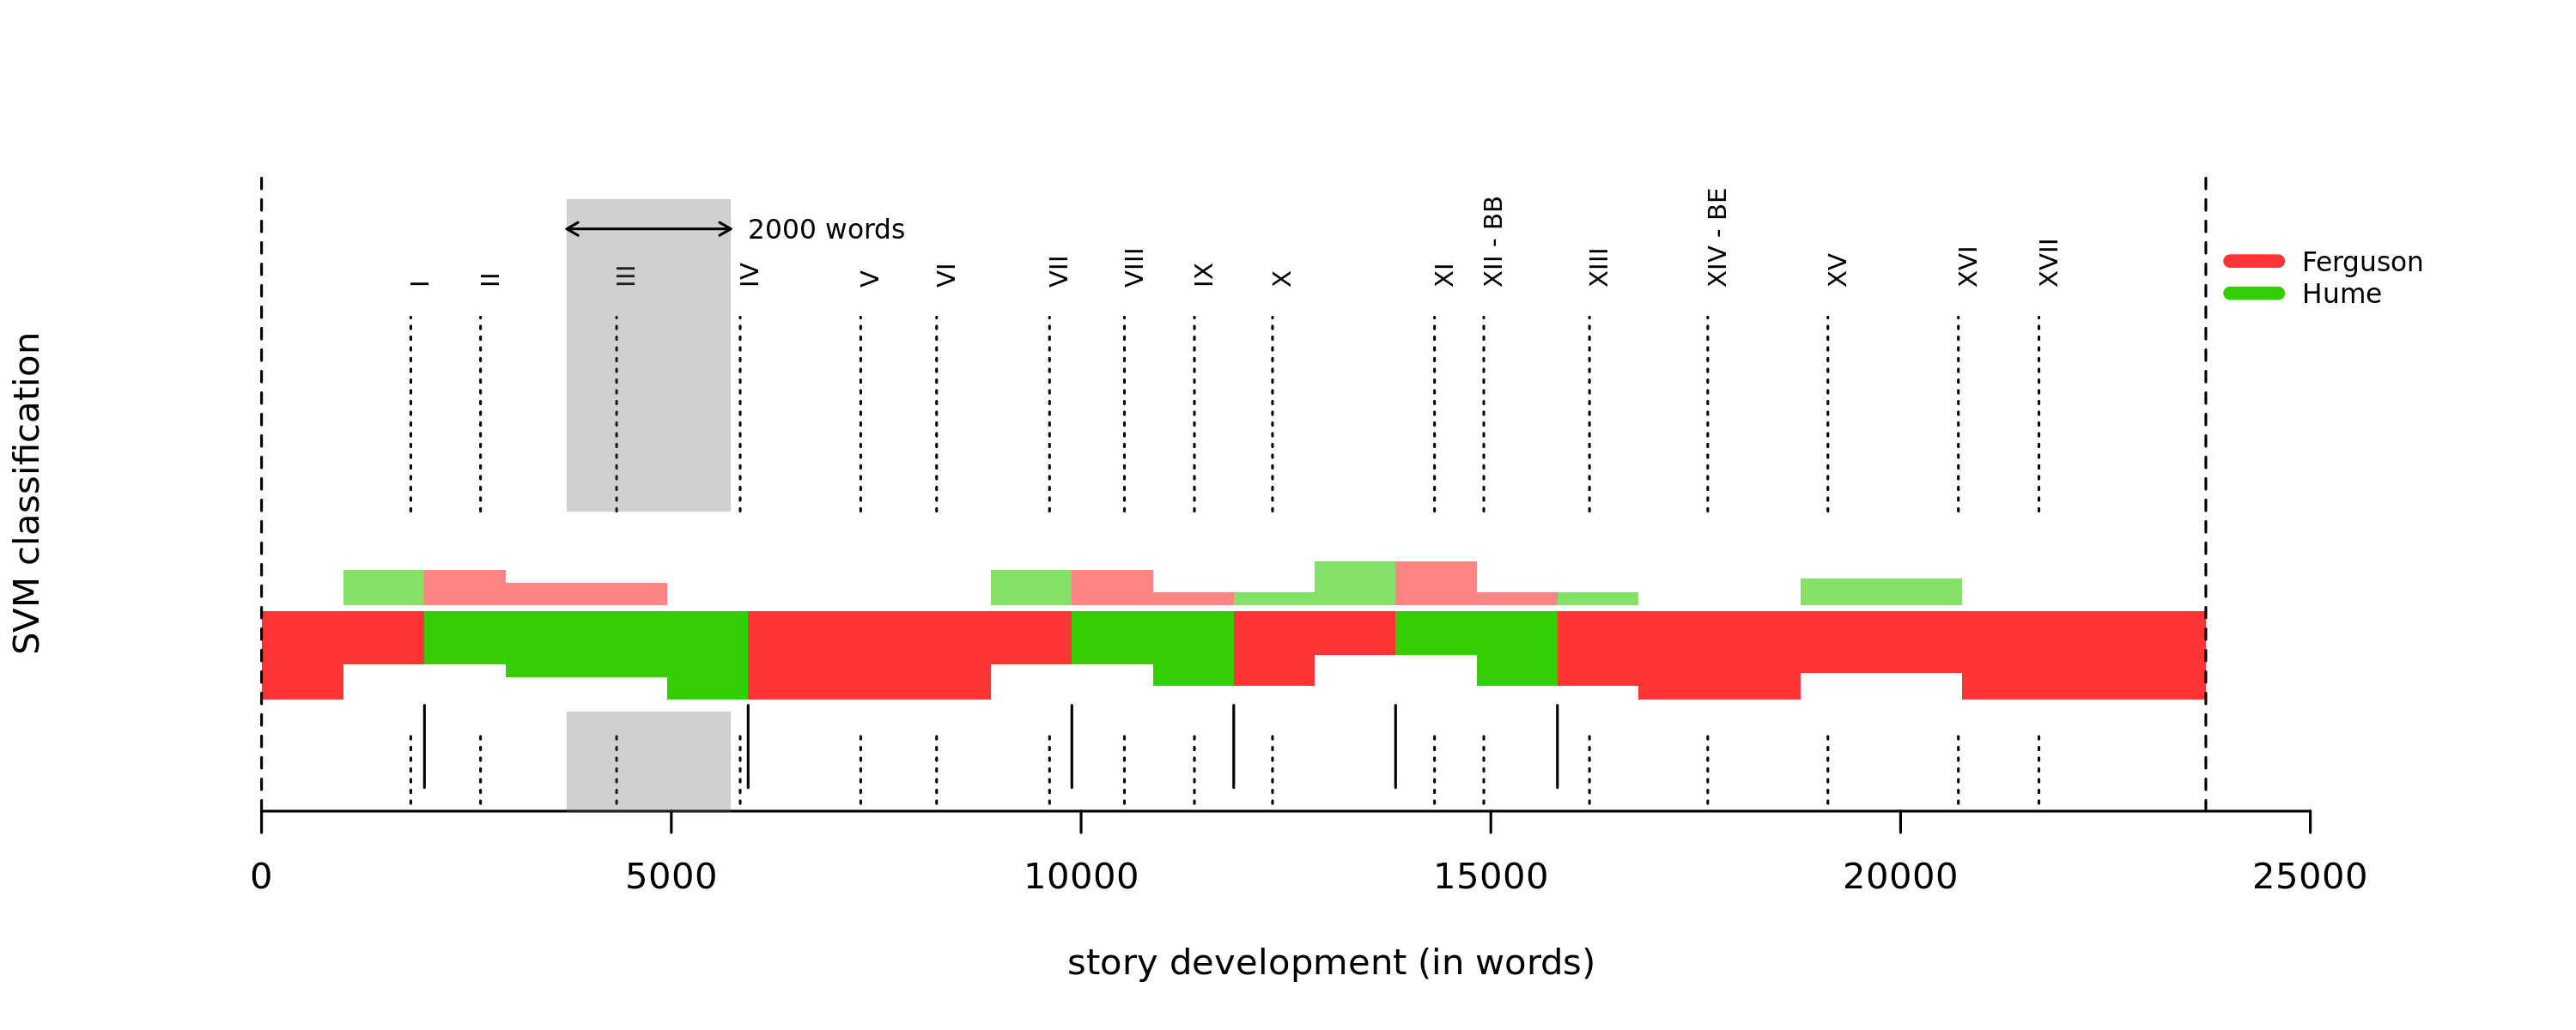 2000 words
I
II
III
IV
V
VI
VII
VIII
IX
X
XI
XII - BB
XIII
XIV - BE
XV
XVI
XVII
Ferguson
Hume
SVM classification
0
5000
10000
15000
20000
25000
story development (in words)